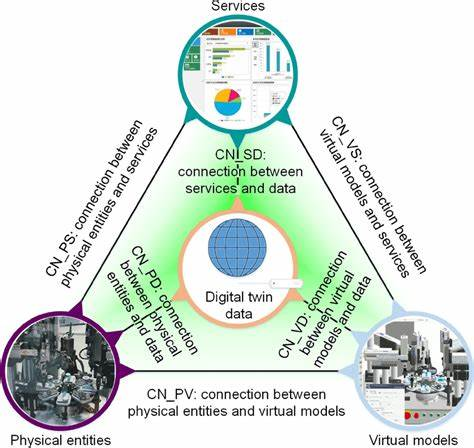 Services
CN_SD:
connection between
services and data
CN_PS: connection between
physical entities and services
CN_VS: connection between
virtual models and services
CN_PD: connection
between physical
entities and data
Digital twin
data
CN_VD: connection
between virtual
models and data
CN_PV: connection between
physical entities and virtual models
Physical entities
Virtual models